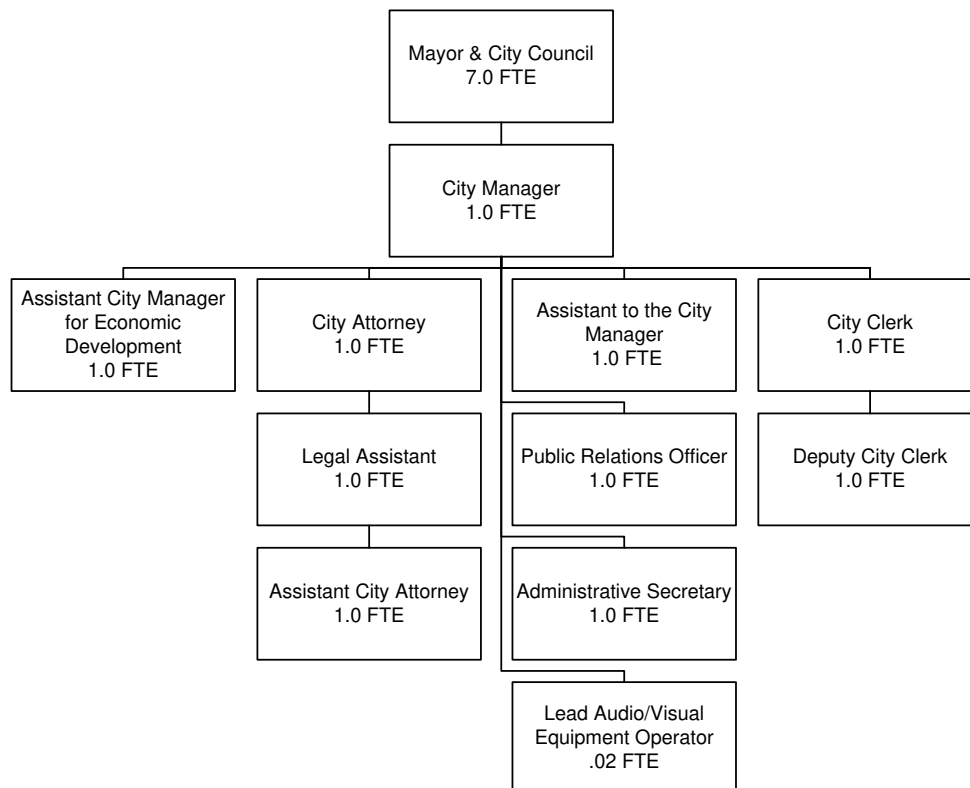 Mayor & City Council
7.0 FTE
City Manager
1.0 FTE
Assistant City Manager
for Economic
Development
1.0 FTE
City Attorney
1.0 FTE
Assistant to the City
Manager
1.0 FTE
City Clerk
1.0 FTE
Legal Assistant
1.0 FTE
Public Relations Officer
1.0 FTE
Deputy City Clerk
1.0 FTE
Assistant City Attorney
1.0 FTE
Administrative Secretary
1.0 FTE
Lead Audio/Visual
Equipment Operator
.02 FTE